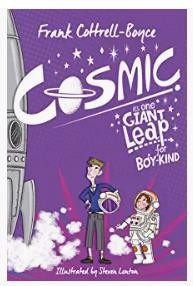 Frank Cottrell-Boyce
COSMIC
it's one
GIANT
Leap
for
BOY-KIND
Illustrated by Steven Lenton